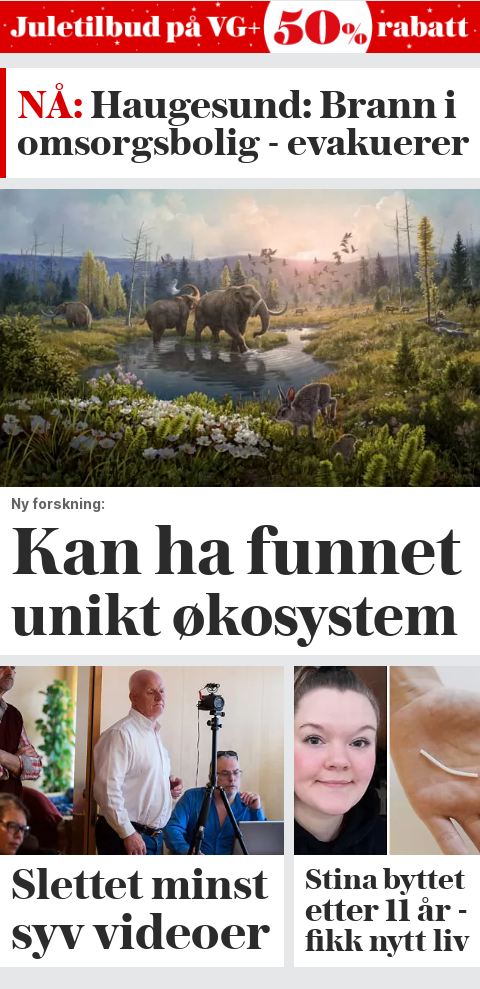 Juletilbud på VG+ 50% rabatt
NÅ: Haugesund: Brann i
omsorgsbolig - evakuerer
Ny forskning:
Kan ha funnet
unikt økosystem
Slettet minst
syv videoer
Stina byttet
etter 11 år -
fikk nytt liv